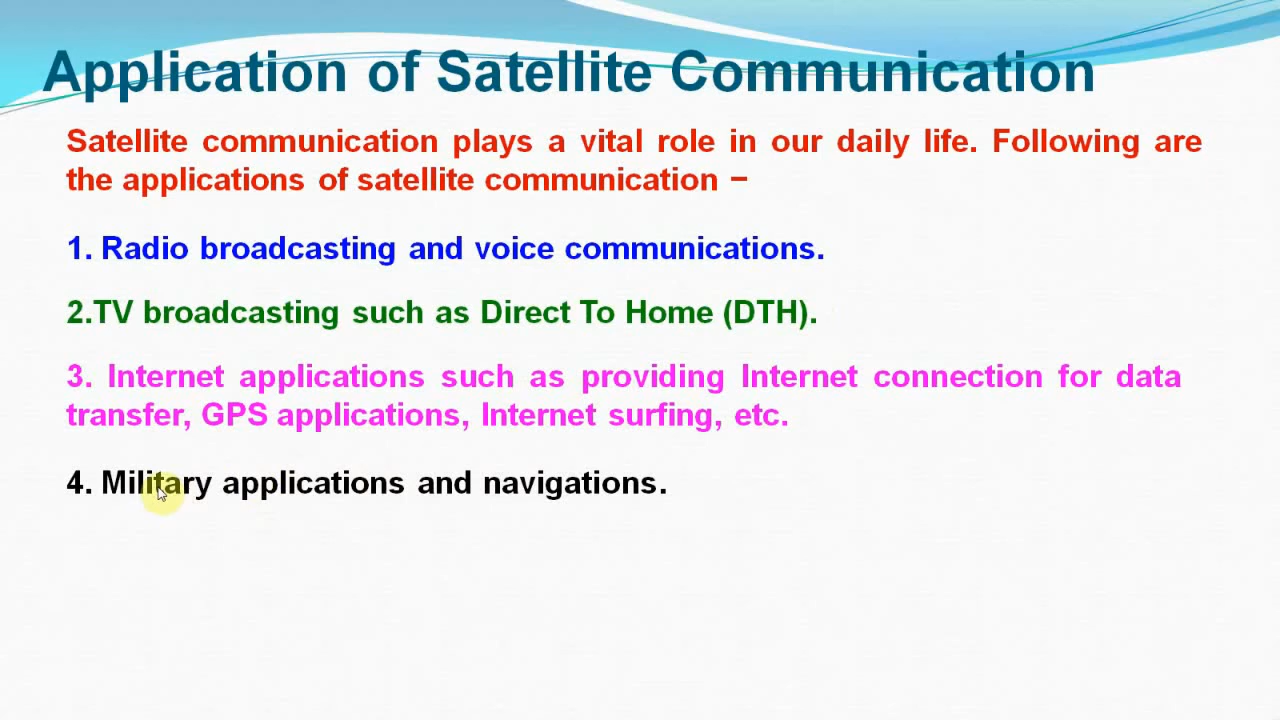 Application of Satellite Communication
Satellite communication plays a vital role in our daily life. Following are
the applications of satellite communication −
1. Radio broadcasting and voice communications.
2.TV broadcasting such as Direct To Home (DTH).
3. Internet applications such as providing Internet connection for data
transfer, GPS applications, Internet surfing, etc.
4. Military applications and navigations.